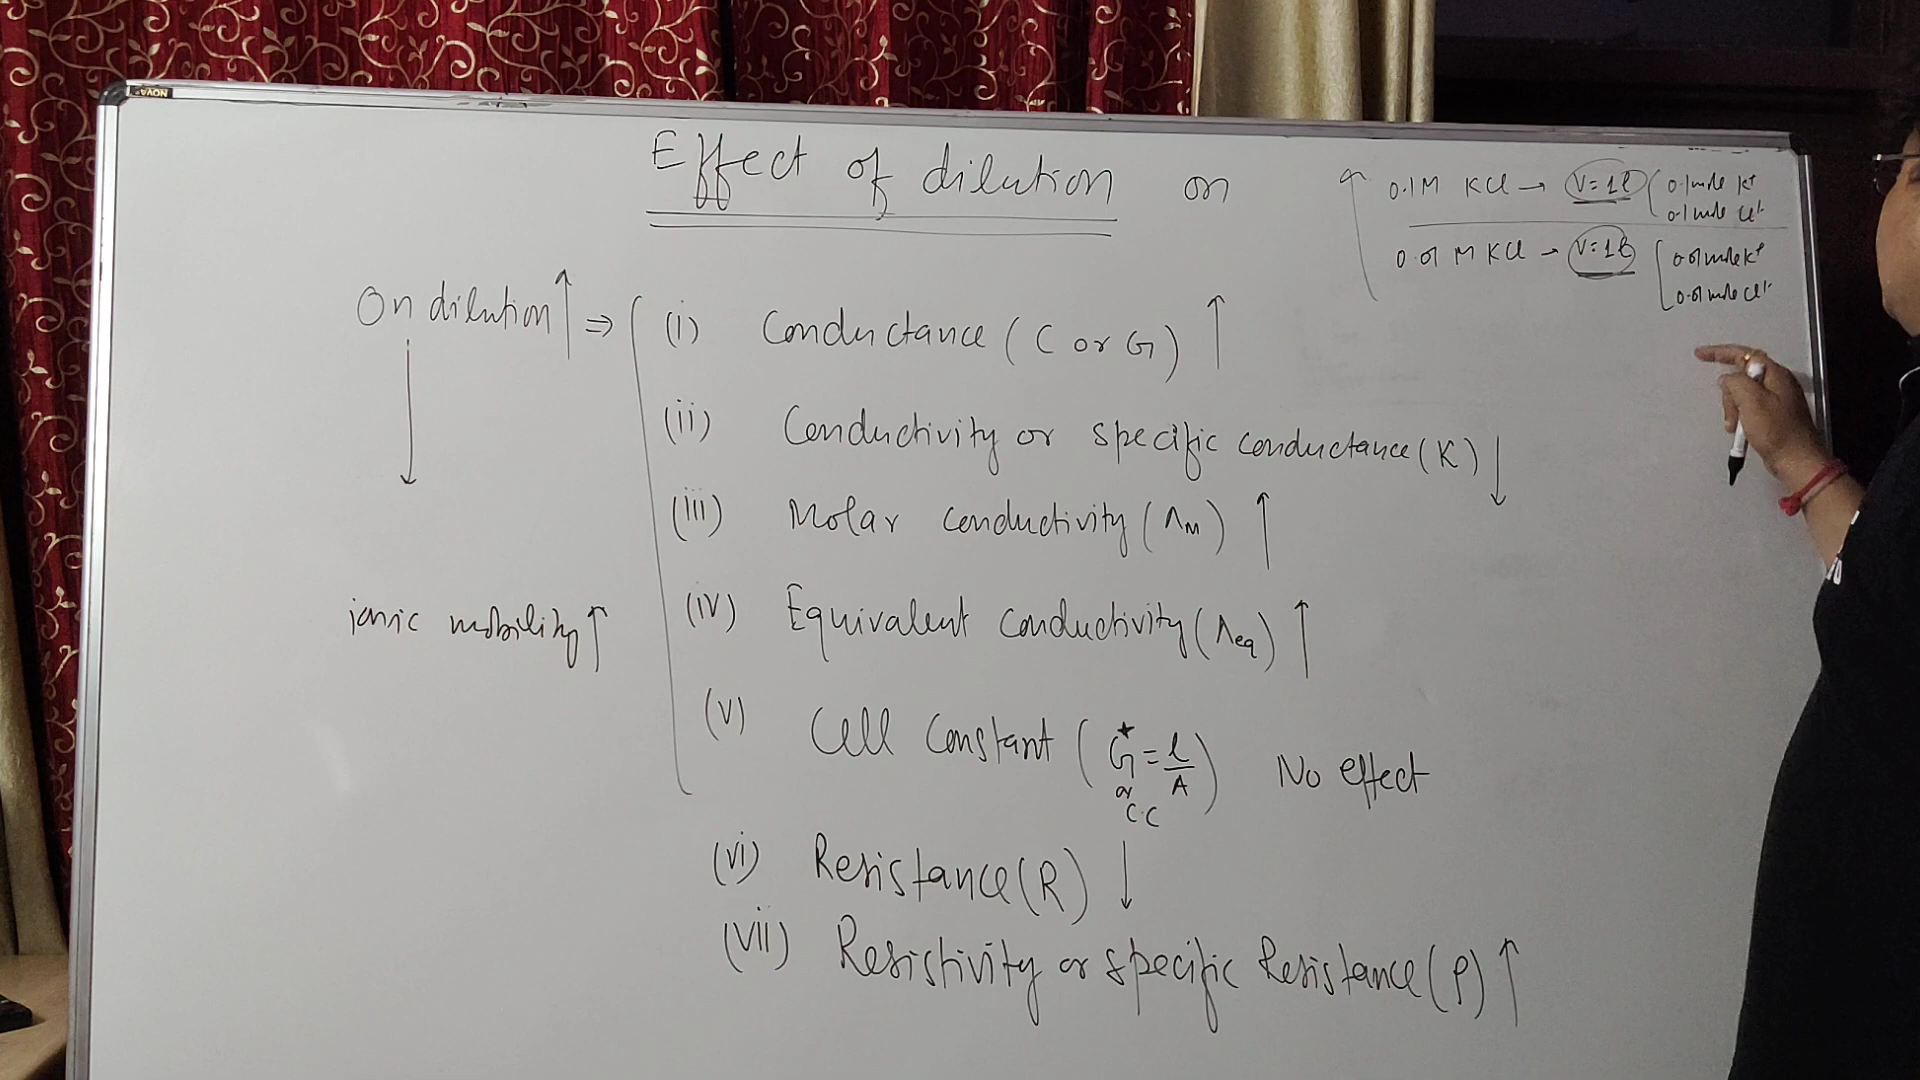 NOVA
Effect of dilution on
↑ 0.1M KCl → V=1l ( 0.1 mole K⁺
0.1 mole Cl⁻
0.01 M KCl → V=1l [ 0.01 mole K⁺
0.01 mole Cl⁻
On dilution ↑ ⇒
(i) Conductance (C or G) ↑
(ii) Conductivity or specific conductance (K) ↓
(iii) Molar conductivity (Λm) ↑
ionic mobility ↑
(iv) Equivalent conductivity (Λeq) ↑
(v) Cell Constant (G* = l/A) No effect
or
C.C
(vi) Resistance (R) ↓
(vii) Resistivity or specific Resistance (ρ) ↑